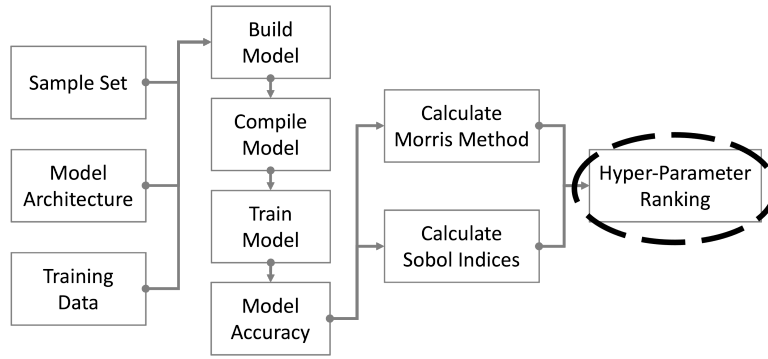 Sample Set
Model
Architecture
Training
Data
Build
Model
Compile
Model
Train
Model
Model
Accuracy
Calculate
Morris Method
Calculate
Sobol Indices
Hyper-Parameter
Ranking